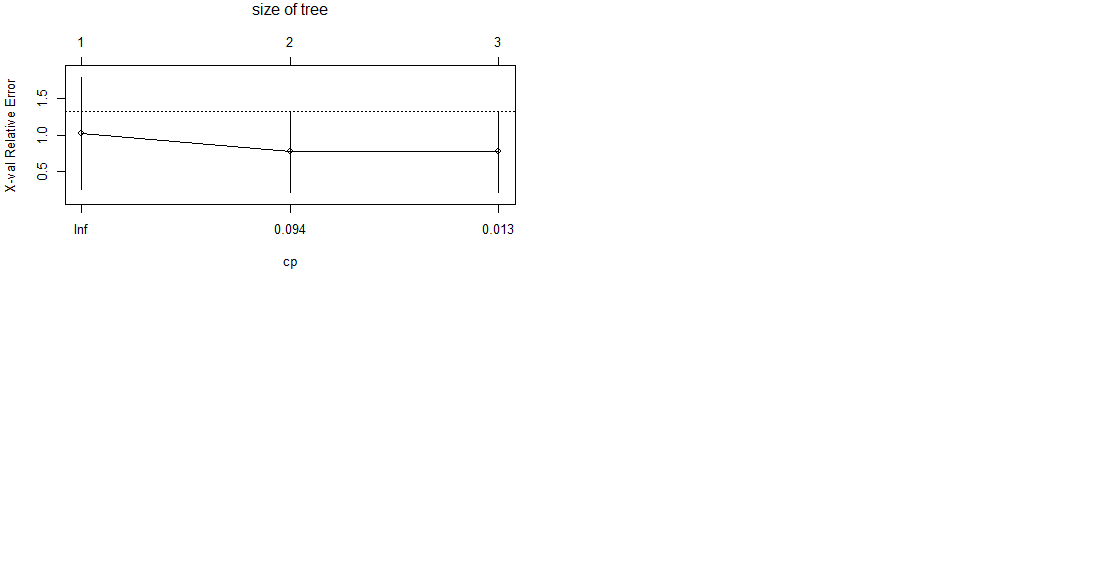 size of tree
1 2 3
X-val Relative Error
1.5
1.0
0.5
Inf 0.094 0.013
cp